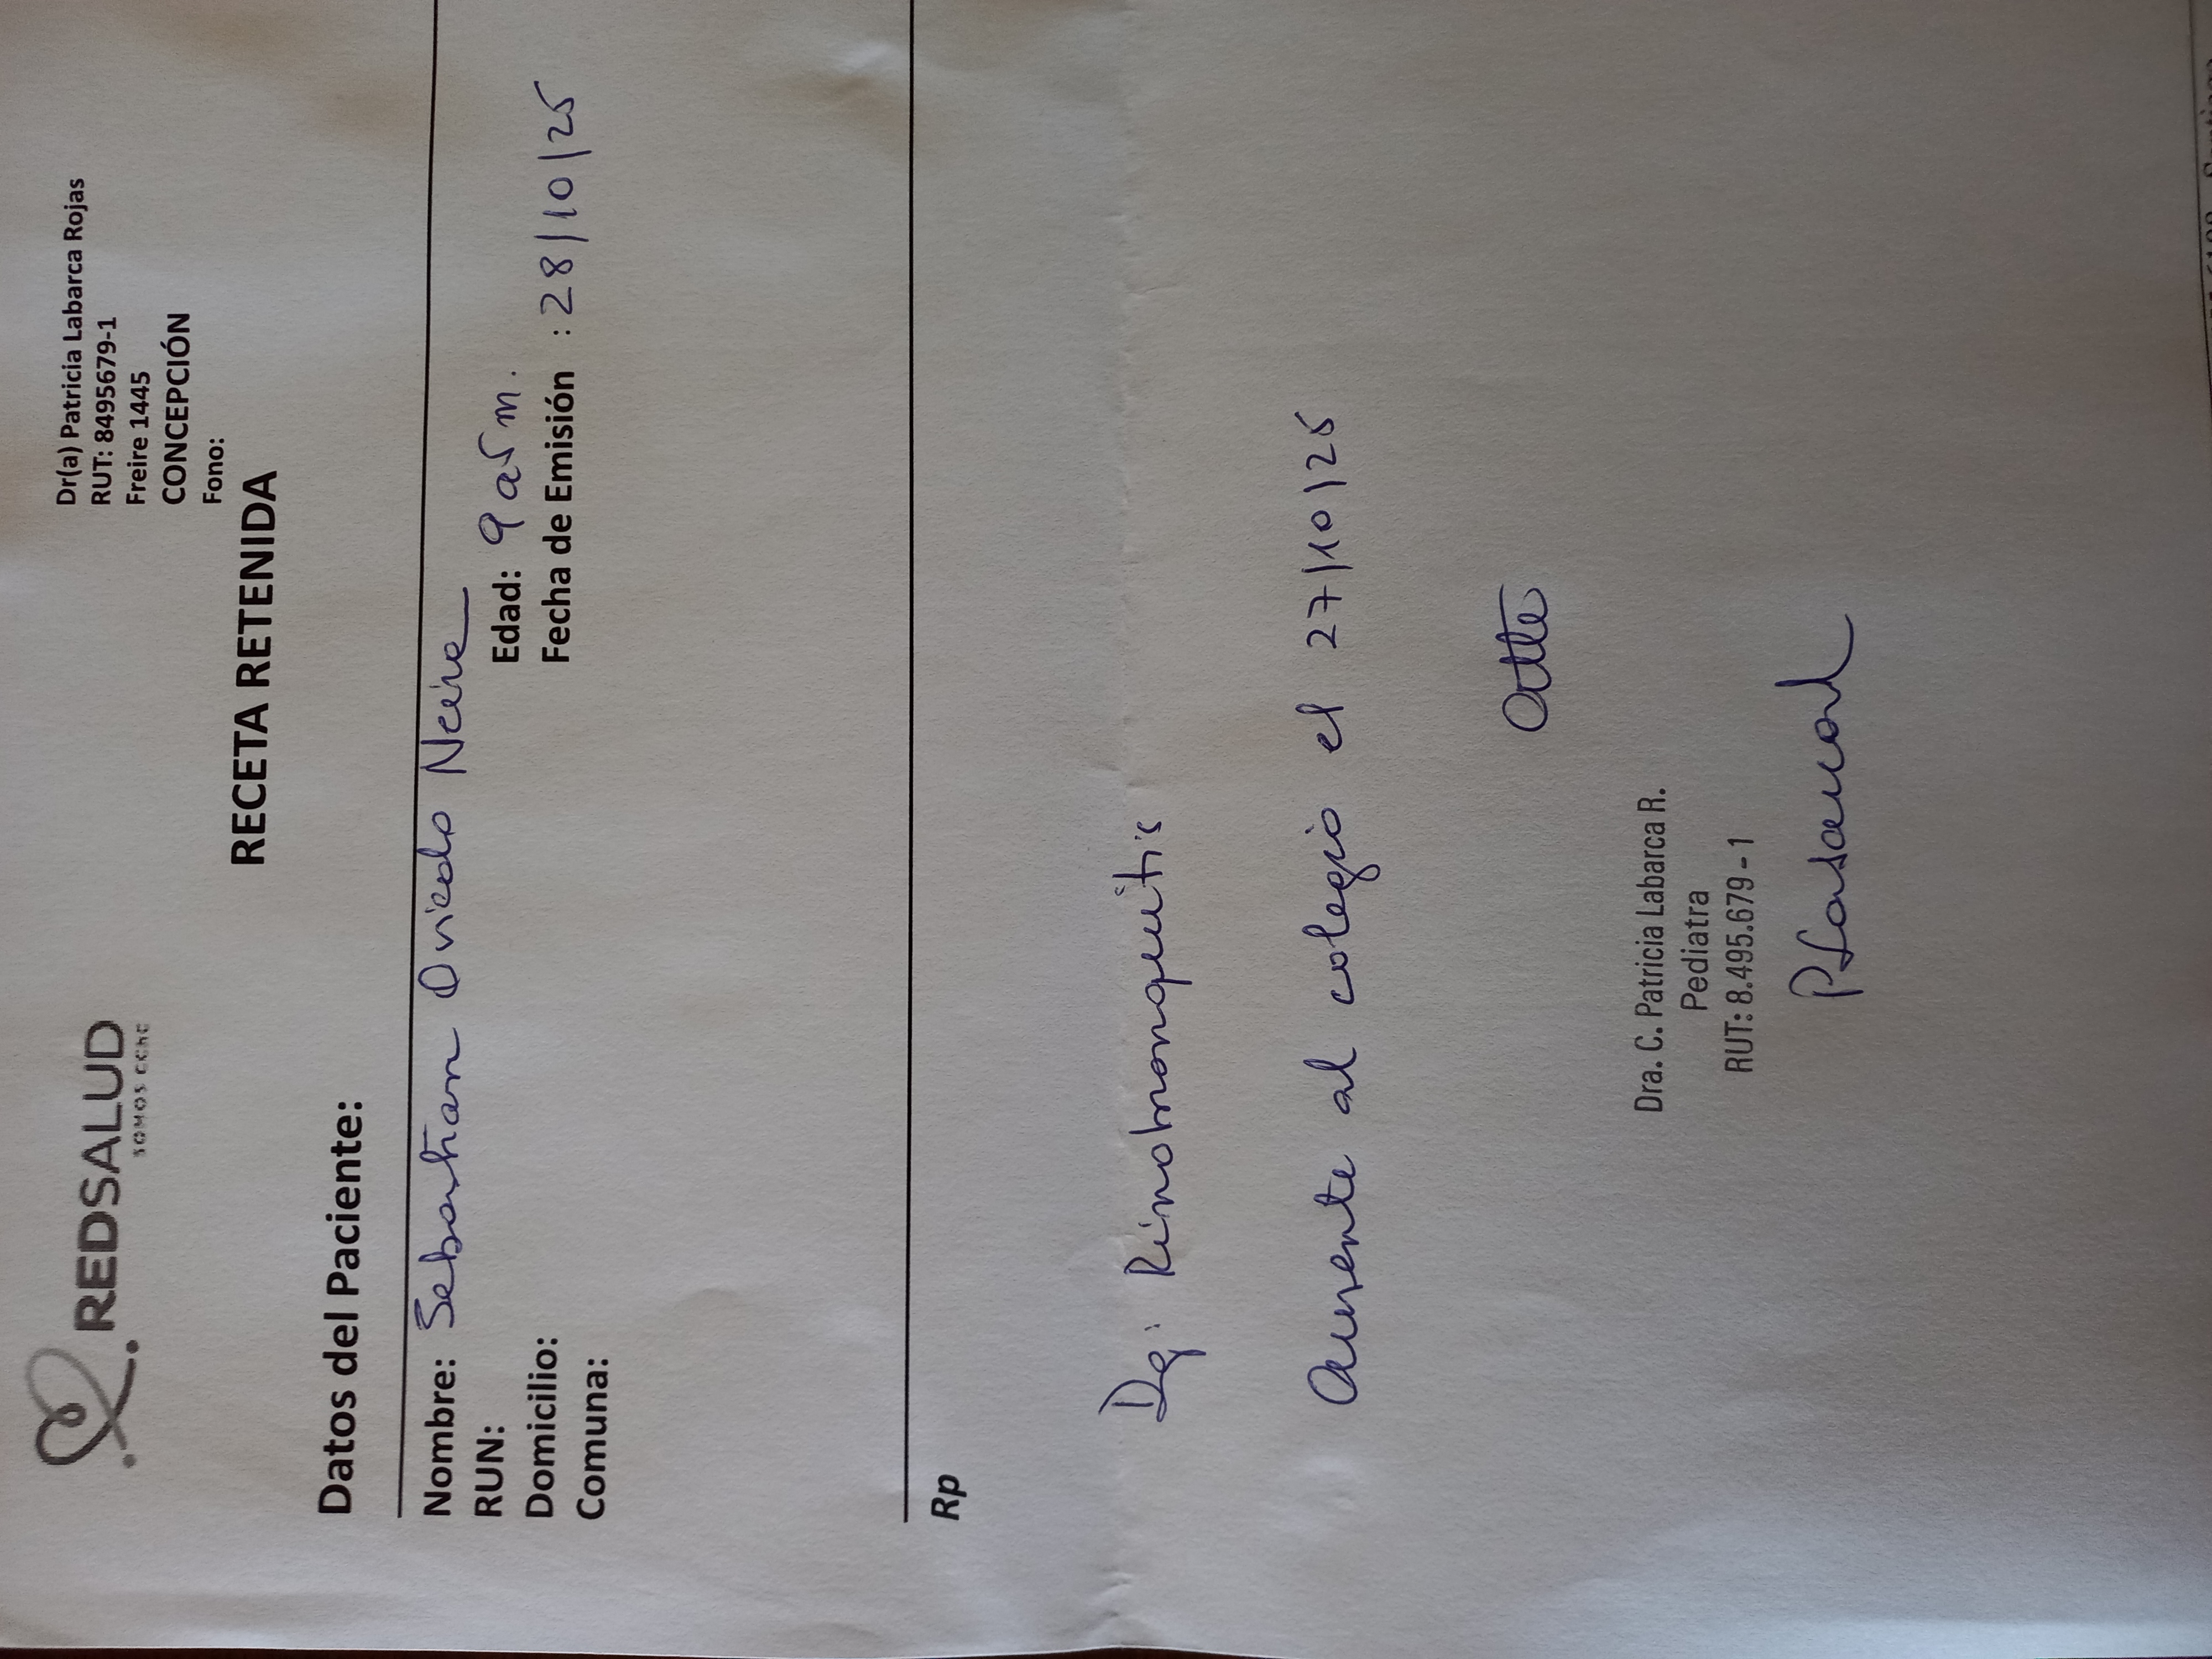 REDSALUD
SOMOS CChC
Dr(a) Patricia Labarca Rojas
RUT: 8495679-1
Freire 1445
CONCEPCIÓN
Fono:
RECETA RETENIDA
Datos del Paciente:
Nombre: Sebastian Oviedo Neira
RUN:
Edad: 9 a 5 m.
Domicilio:
Fecha de Emisión : 28/10/25
Comuna:
Rp
Dg: Rinobronquitis
Ausente al colegio el 27/10/25
Atte
Dra. C. Patricia Labarca R.
Pediatra
RUT: 8.495.679-1